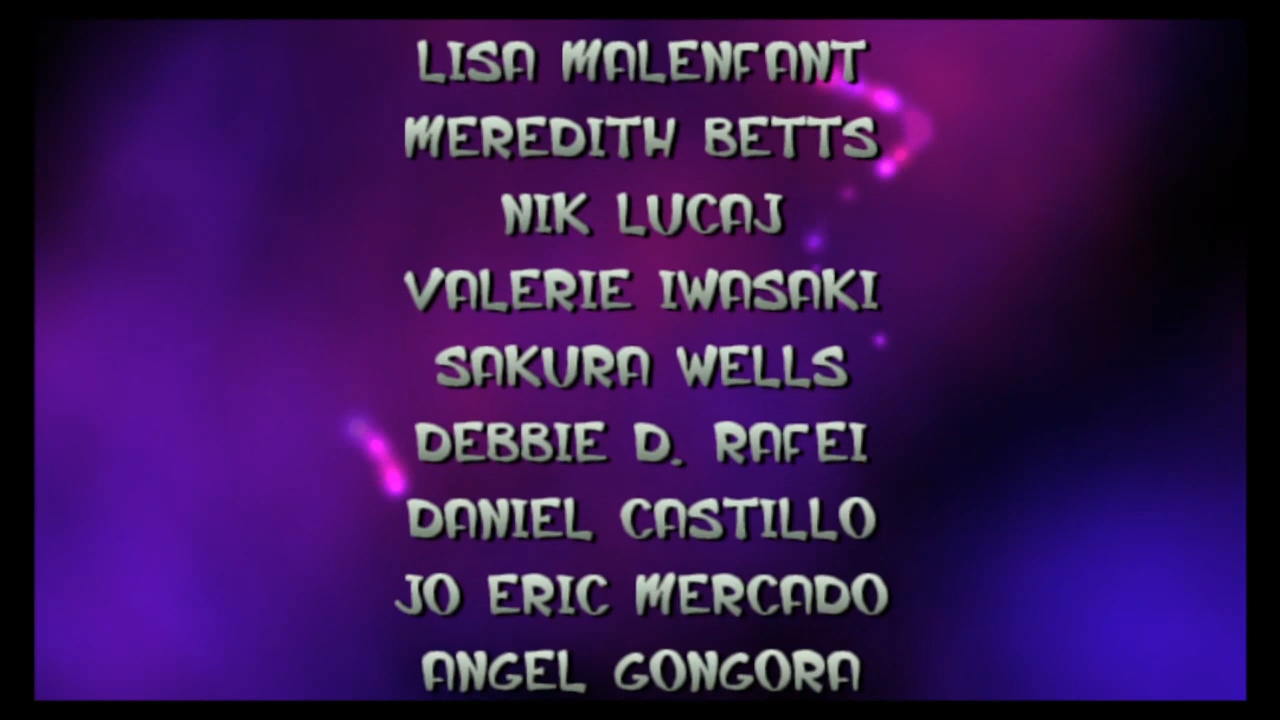 LISA MALENFANT
MEREDITH BETTS
NIK LUCAJ
VALERIE IWASAKI
SAKURA WELLS
DEBBIE D. RAFEI
DANIEL CASTILLO
JO ERIC MERCADO
ANGEL GONGORA